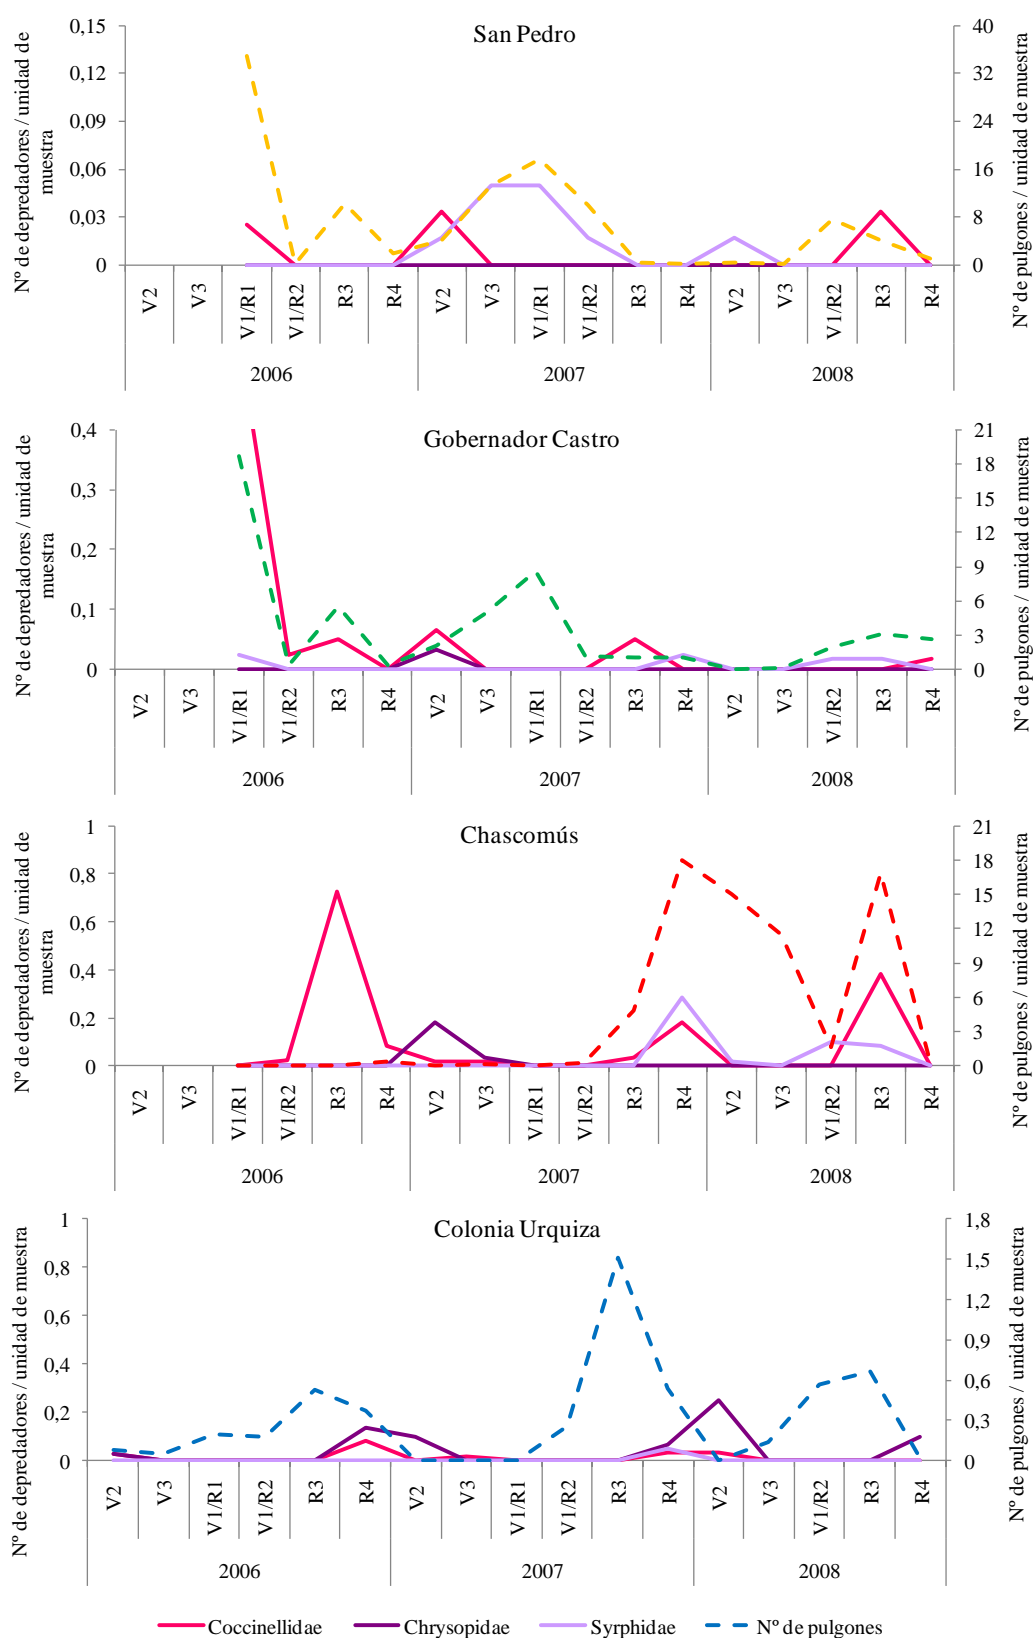 San Pedro
Nº de depredadores / unidad de
muestra
0,15
0,12
0,09
0,06
0,03
0
40
32
24
16
8
0
Nº de pulgones / unidad de muestra
V2 V3 V1/R1 V1/R2 R3 R4 V2 V3 V1/R1 V1/R2 R3 R4 V2 V3 V1/R2 R3 R4
2006 2007 2008
Gobernador Castro
Nº de depredadores / unidad de
muestra
0,4
0,3
0,2
0,1
0
21
18
15
12
9
6
3
0
Nº de pulgones / unidad de muestra
V2 V3 V1/R1 V1/R2 R3 R4 V2 V3 V1/R1 V1/R2 R3 R4 V2 V3 V1/R2 R3 R4
2006 2007 2008
Chascomús
Nº de depredadores / unidad de
muestra
1
0,8
0,6
0,4
0,2
0
21
18
15
12
9
6
3
0
Nº de pulgones / unidad de muestra
V2 V3 V1/R1 V1/R2 R3 R4 V2 V3 V1/R1 V1/R2 R3 R4 V2 V3 V1/R2 R3 R4
2006 2007 2008
Colonia Urquiza
Nº de depredadores / unidad de muestra
1
0,8
0,6
0,4
0,2
0
1,8
1,5
1,2
0,9
0,6
0,3
0
Nº de pulgones / unidad de muestra
V2 V3 V1/R1 V1/R2 R3 R4 V2 V3 V1/R1 V1/R2 R3 R4 V2 V3 V1/R2 R3 R4
2006 2007 2008
Coccinellidae Chrysopidae Syrphidae Nº de pulgones